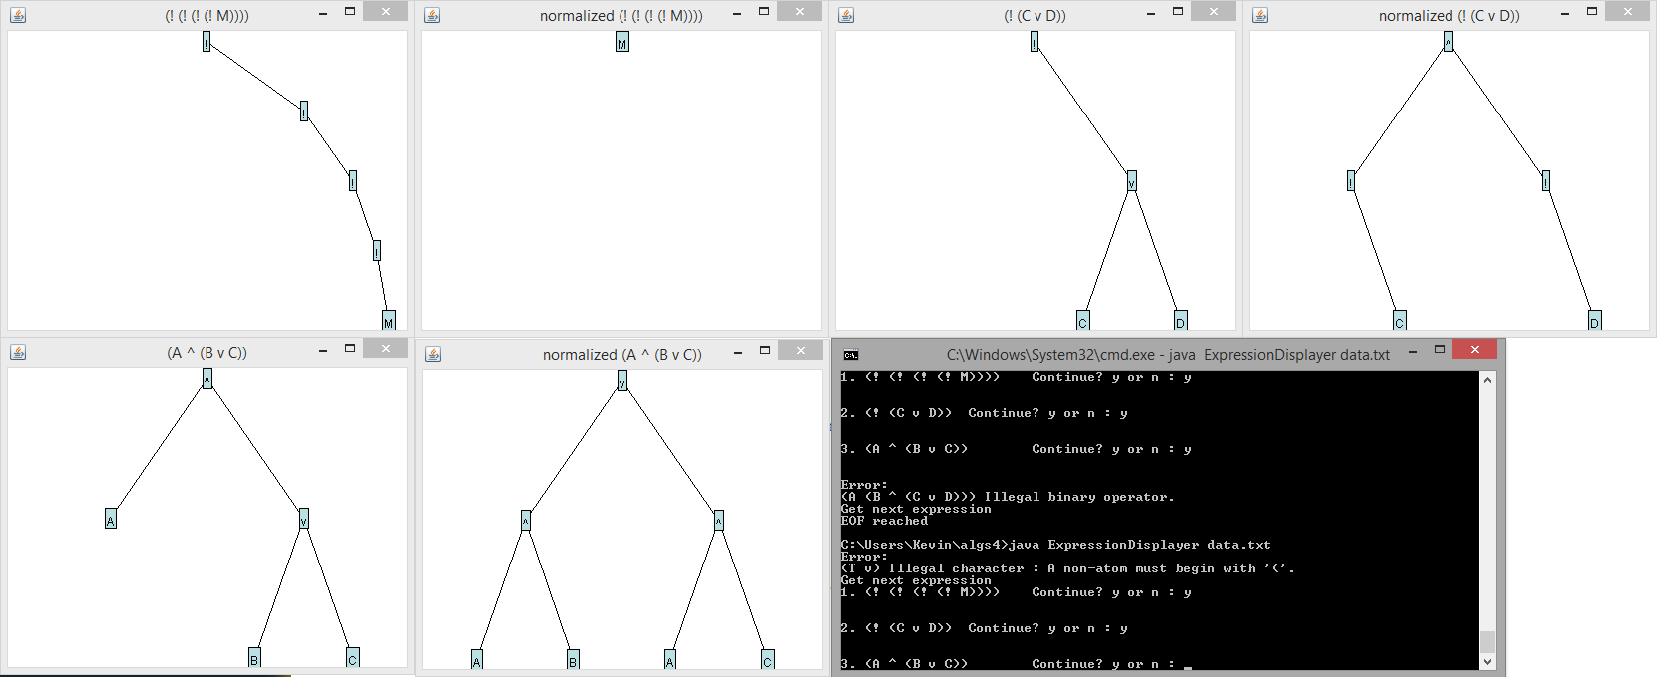 (! (! (! (! M))))
!
!
!
!
M
normalized (! (! (! (! M))))
M
(! (C v D))
!
v
C D
normalized (! (C v D))
^
! !
C D
(A ^ (B v C))
^
A v
B C
normalized (A ^ (B v C))
v
^ ^
A B A C
C:\Windows\System32\cmd.exe - java ExpressionDisplayer data.txt
1. (! (! (! (! M)))) Continue? y or n : y
2. (! (C v D)) Continue? y or n : y
3. (A ^ (B v C)) Continue? y or n : y
Error:
(A (B ^ (C v D))) Illegal binary operator.
Get next expression
EOF reached
C:\Users\Kevin\algs4>java ExpressionDisplayer data.txt
Error:
(T v) Illegal character : A non-atom must begin with '('.
Get next expression
1. (! (! (! (! M)))) Continue? y or n : y
2. (! (C v D)) Continue? y or n : y
3. (A ^ (B v C)) Continue? y or n : _